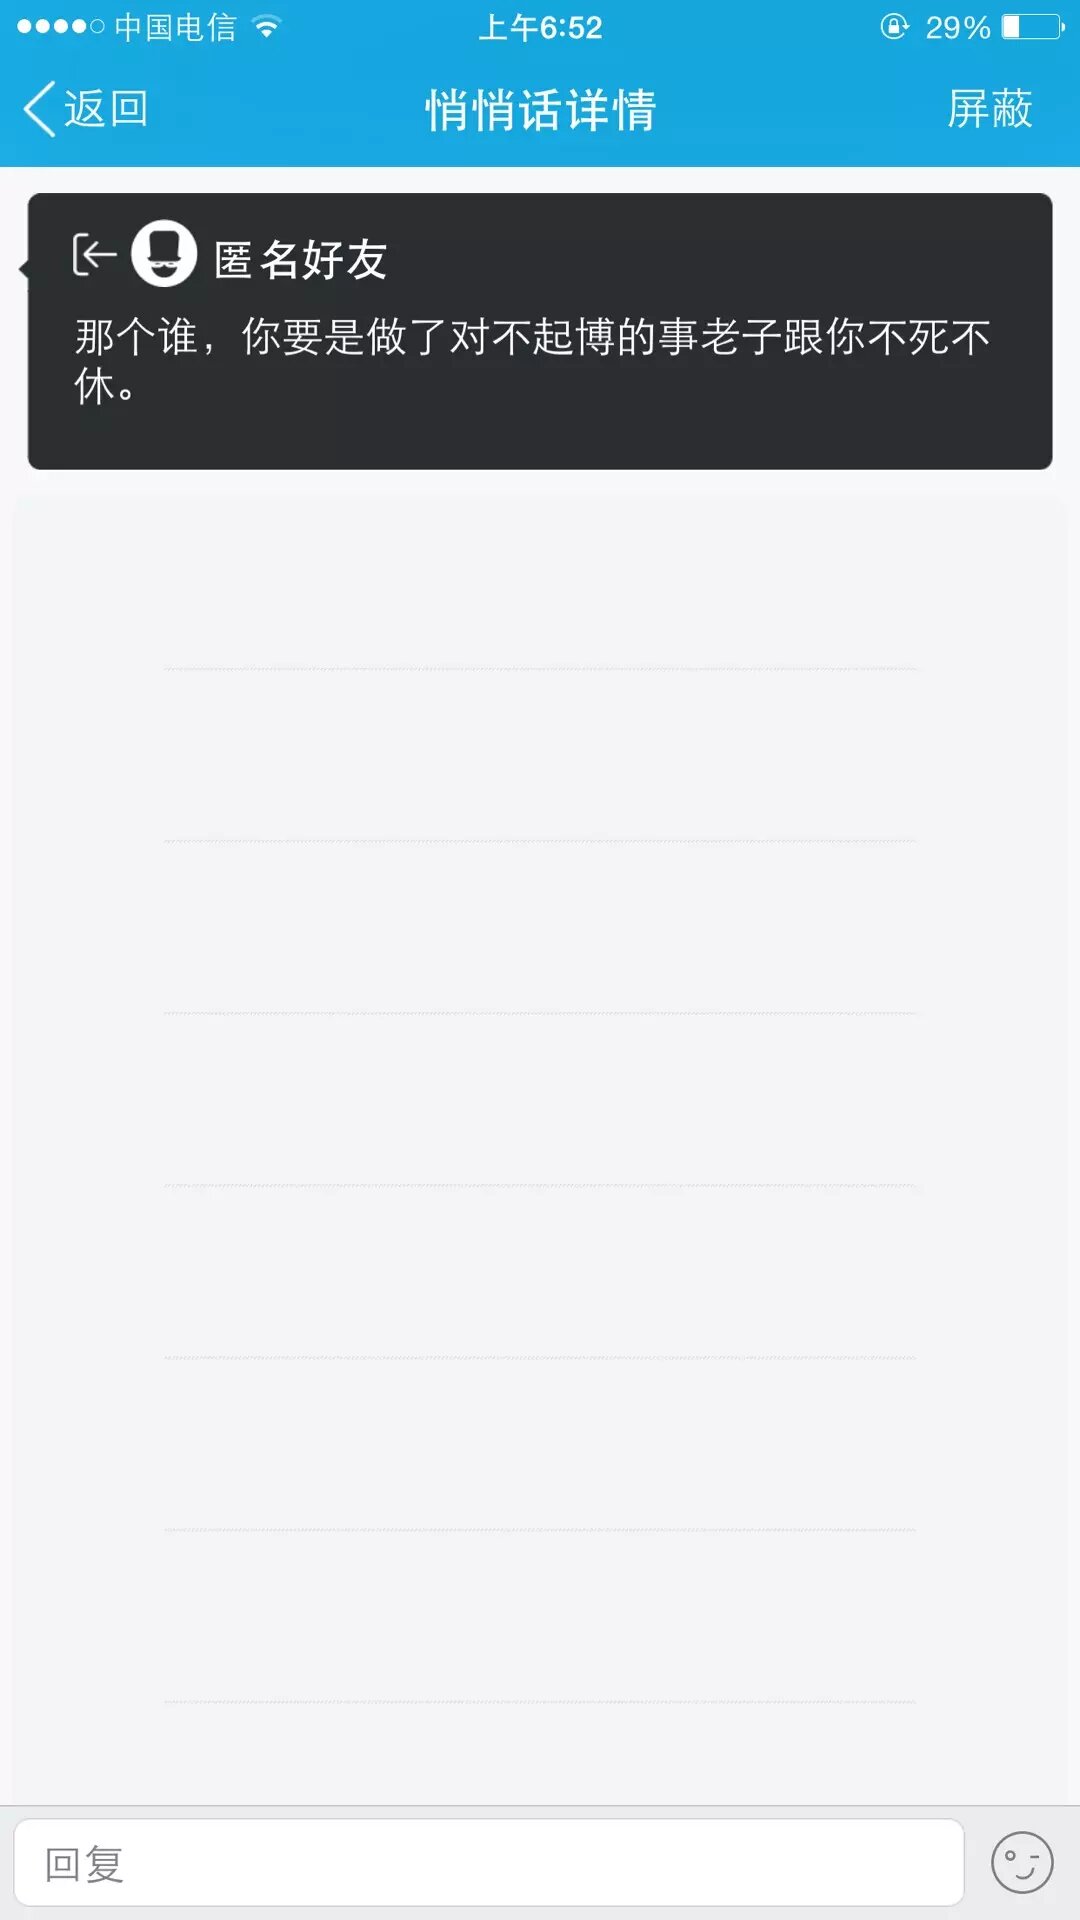 中国电信 上午6:52 29%
返回 悄悄话详情 屏蔽
匿名好友
那个谁，你要是做了对不起博的事老子跟你不死不
休。
回复